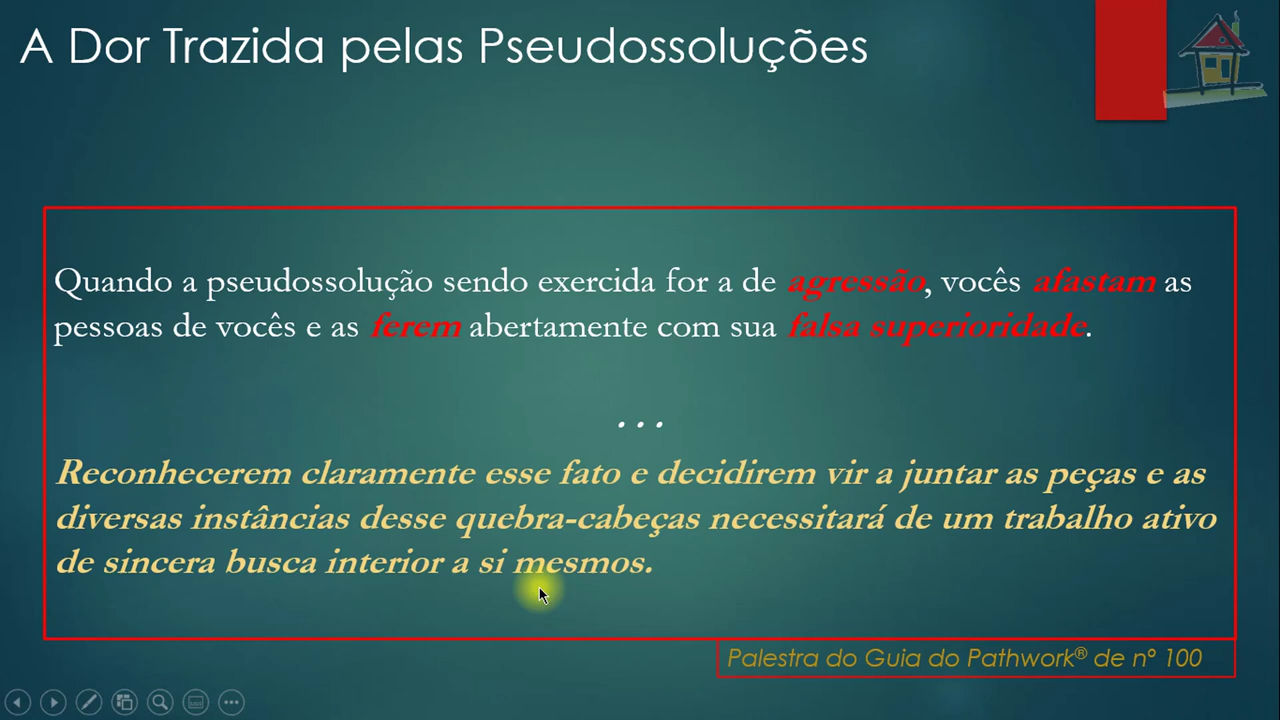 A Dor Trazida pelas Pseudossoluções
Quando a pseudossolução sendo exercida for a de agressão, vocês afastam as
pessoas de vocês e as ferem abertamente com sua falsa superioridade.
...
Reconhecerem claramente esse fato e decidirem vir a juntar as peças e as
diversas instâncias desse quebra-cabeças necessitará de um trabalho ativo
de sincera busca interior a si mesmos.
Palestra do Guia do Pathwork® de nº 100